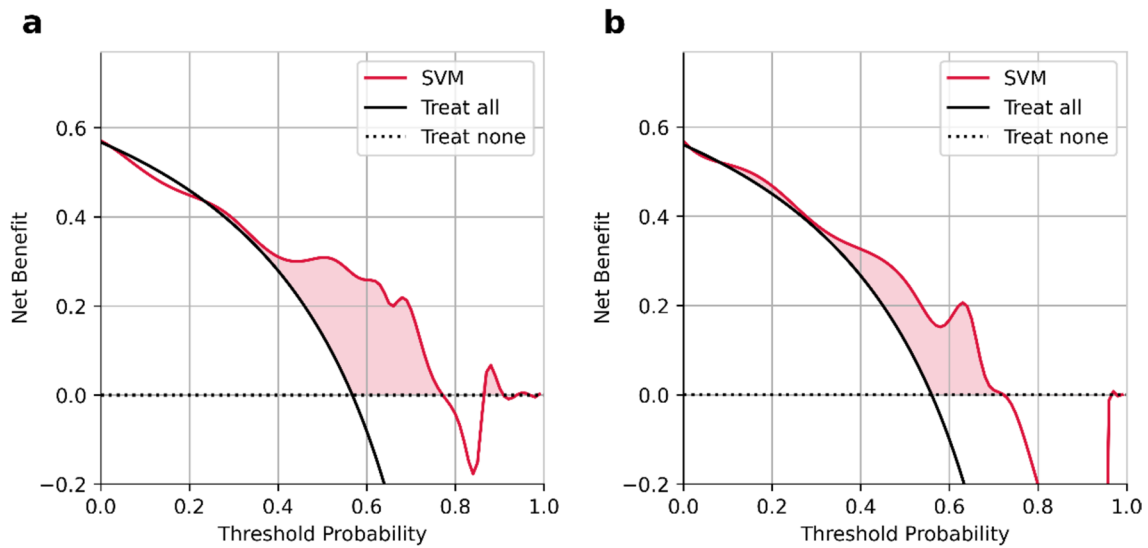 a
SVM
Treat all
Treat none
Net Benefit
0.6
0.4
0.2
0.0
−0.2
0.0 0.2 0.4 0.6 0.8 1.0
Threshold Probability
b
SVM
Treat all
Treat none
Net Benefit
0.6
0.4
0.2
0.0
−0.2
0.0 0.2 0.4 0.6 0.8 1.0
Threshold Probability